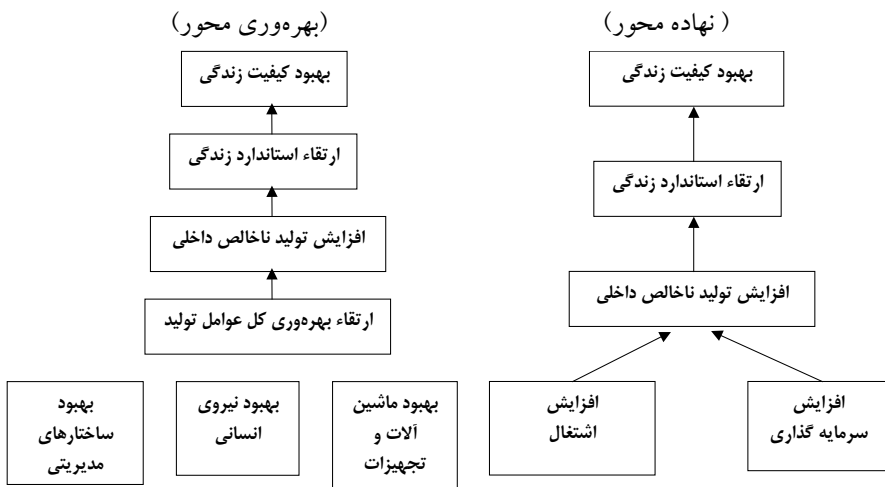 (نهاده محور )
بهبود کیفیت زندگی
ارتقاء استاندارد زندگی
افزایش تولید ناخالص داخلی
افزایش
سرمایه گذاری
افزایش
اشتغال
(بهره‌وری محور)
بهبود کیفیت زندگی
ارتقاء استاندارد زندگی
افزایش تولید ناخالص داخلی
ارتقاء بهره‌وری کل عوامل تولید
بهبود ماشین
آلات و
تجهیزات
بهبود نیروی
انسانی
بهبود
ساختارهای
مدیریتی